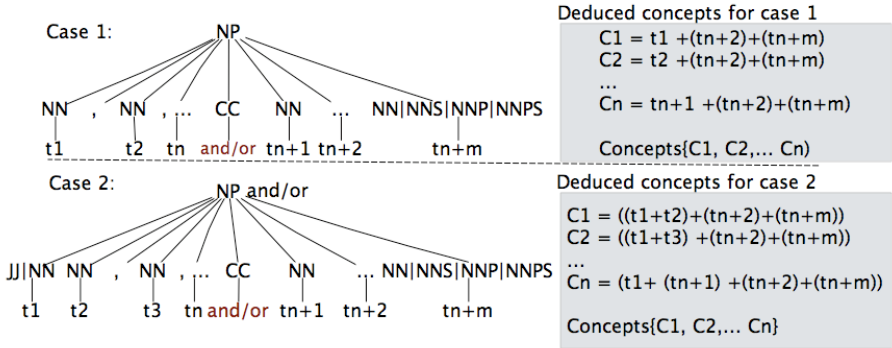 Case 1:
NP
NN , NN ,... CC NN ... NN|NNS|NNP|NNPS
t1 t2 tn and/or tn+1 tn+2 tn+m
Deduced concepts for case 1
C1 = t1 +(tn+2)+(tn+m)
C2 = t2 +(tn+2)+(tn+m)
...
Cn = tn+1 +(tn+2)+(tn+m)
Concepts{C1, C2,... Cn)
Case 2:
NP and/or
JJ|NN NN , NN ,... CC NN ... NN|NNS|NNP|NNPS
t1 t2 t3 tn and/or tn+1 tn+2 tn+m
Deduced concepts for case 2
C1 = ((t1+t2)+(tn+2)+(tn+m))
C2 = ((t1+t3) +(tn+2)+(tn+m))
...
Cn = (t1+ (tn+1) +(tn+2)+(tn+m))
Concepts{C1, C2,... Cn}